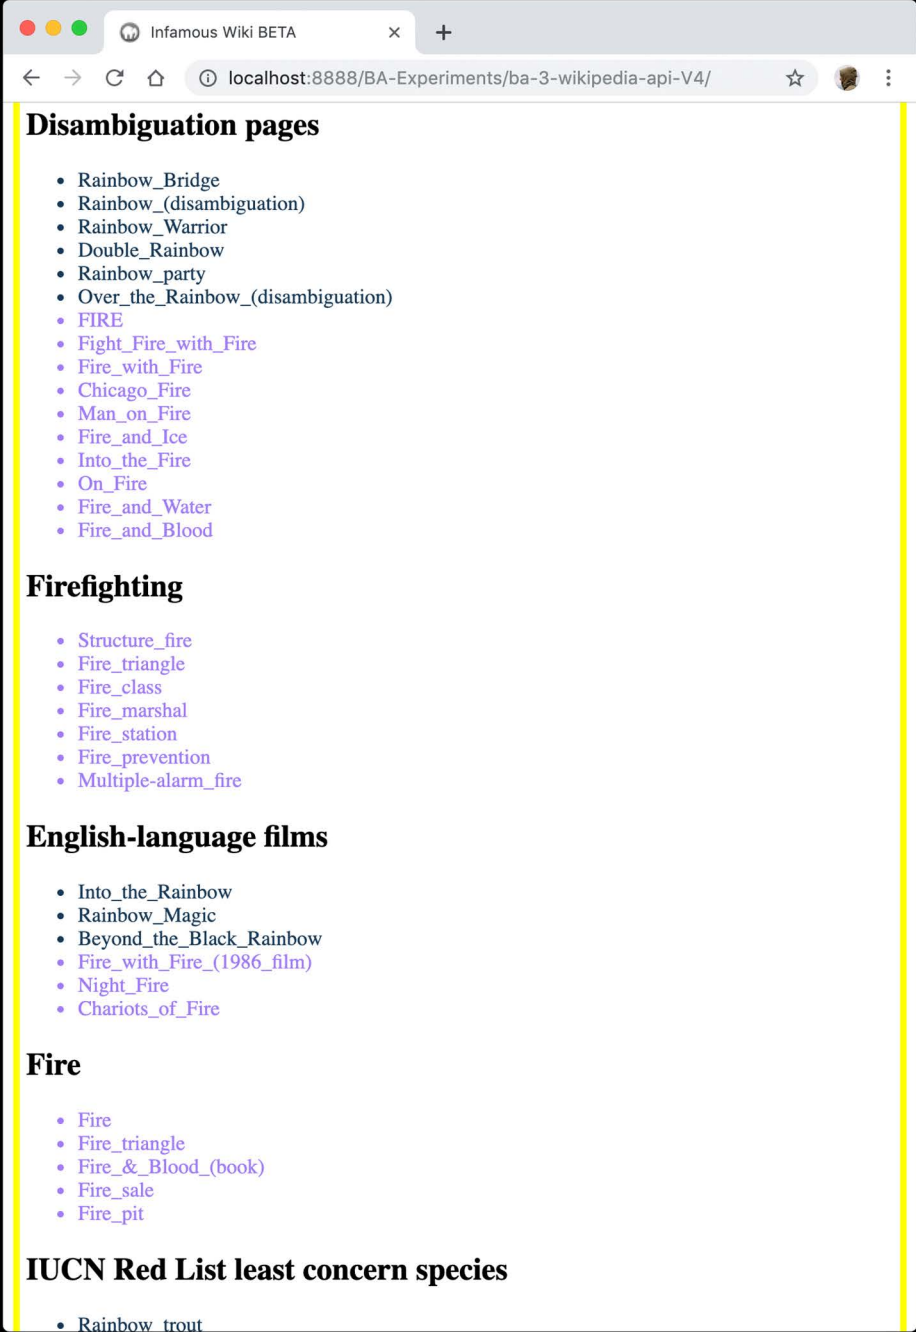 Infamous Wiki BETA
localhost:8888/BA-Experiments/ba-3-wikipedia-api-V4/
Disambiguation pages
Rainbow_Bridge
Rainbow_(disambiguation)
Rainbow_Warrior
Double_Rainbow
Rainbow_party
Over_the_Rainbow_(disambiguation)
FIRE
Fight_Fire_with_Fire
Fire_with_Fire
Chicago_Fire
Man_on_Fire
Fire_and_Ice
Into_the_Fire
On_Fire
Fire_and_Water
Fire_and_Blood
Firefighting
Structure_fire
Fire_triangle
Fire_class
Fire_marshal
Fire_station
Fire_prevention
Multiple-alarm_fire
English-language films
Into_the_Rainbow
Rainbow_Magic
Beyond_the_Black_Rainbow
Fire_with_Fire_(1986_film)
Night_Fire
Chariots_of_Fire
Fire
Fire
Fire_triangle
Fire_&_Blood_(book)
Fire_sale
Fire_pit
IUCN Red List least concern species
Rainbow_trout